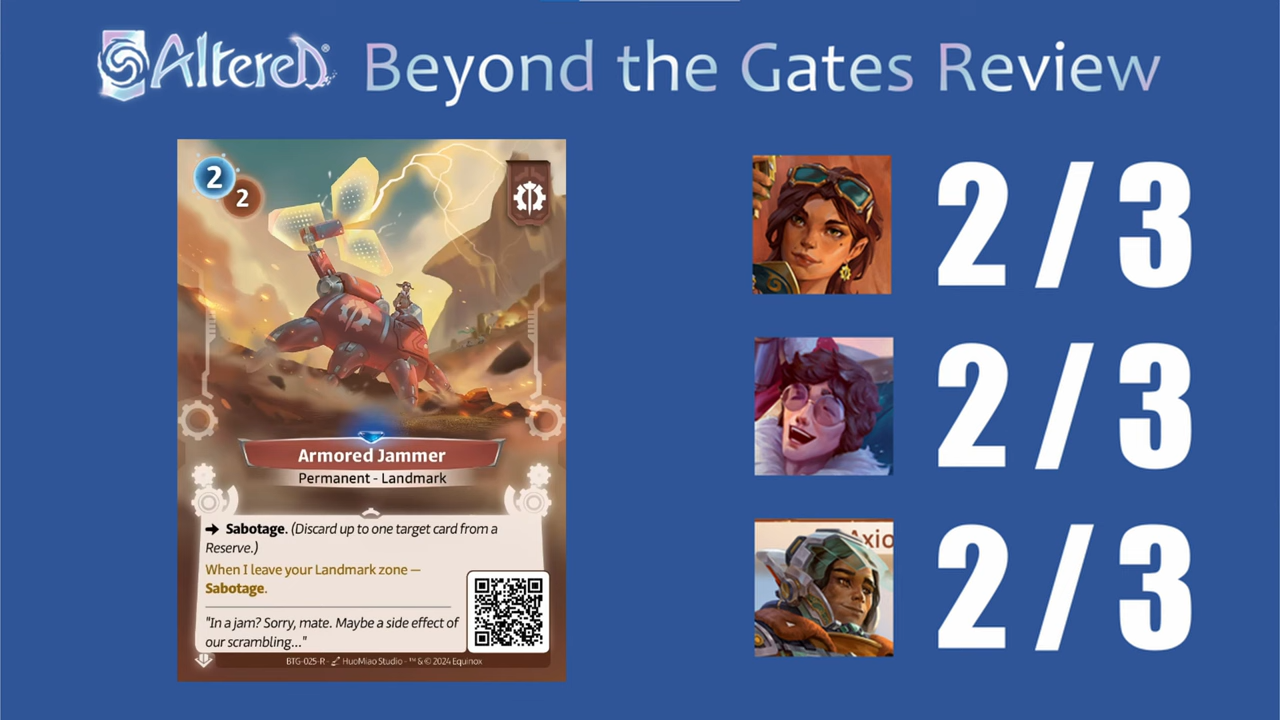 Altered® Beyond the Gates Review
2
2
Armored Jammer
Permanent - Landmark
➜ Sabotage. (Discard up to one target card from a
Reserve.)
When I leave your Landmark zone —
Sabotage.
"In a jam? Sorry, mate. Maybe a side effect of
our scrambling..."
BTG-025-R - HuoMiao Studio - ™ & © 2024 Equinox
2 / 3
2 / 3
Axio
2 / 3